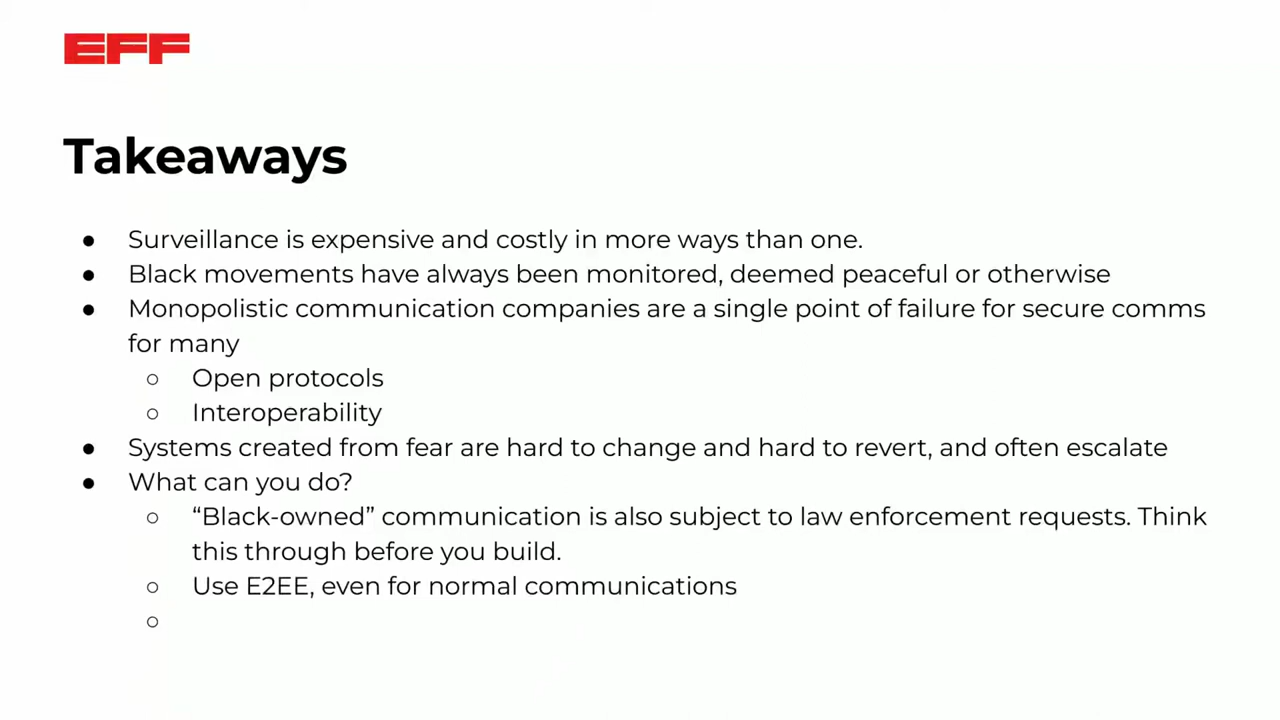 EFF
Takeaways
● Surveillance is expensive and costly in more ways than one.
● Black movements have always been monitored, deemed peaceful or otherwise
● Monopolistic communication companies are a single point of failure for secure comms
for many
○ Open protocols
○ Interoperability
● Systems created from fear are hard to change and hard to revert, and often escalate
● What can you do?
○ “Black-owned” communication is also subject to law enforcement requests. Think
this through before you build.
○ Use E2EE, even for normal communications
○